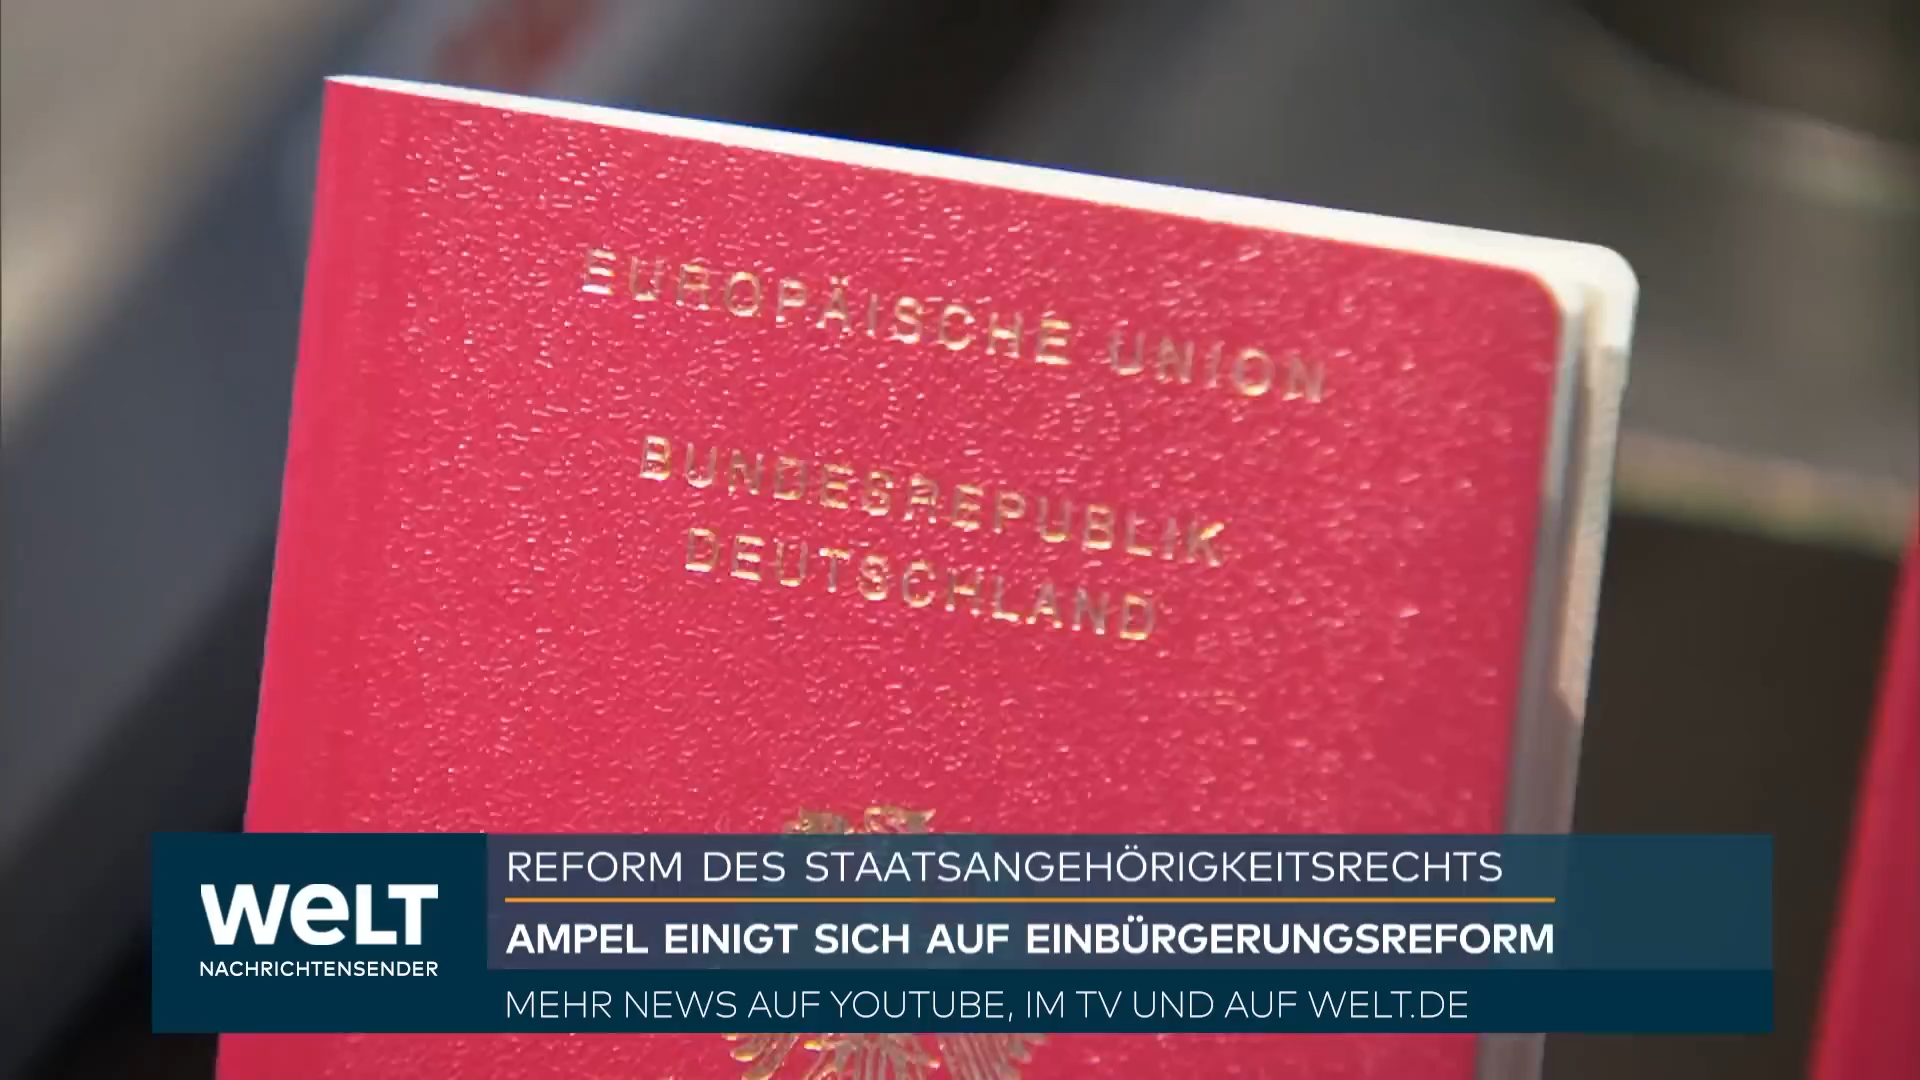 EUROPÄISCHE UNION
BUNDESREPUBLIK
DEUTSCHLAND
WELT
NACHRICHTENSENDER
REFORM DES STAATSANGEHÖRIGKEITSRECHTS
AMPEL EINIGT SICH AUF EINBÜRGERUNGSREFORM
MEHR NEWS AUF YOUTUBE, IM TV UND AUF WELT.DE